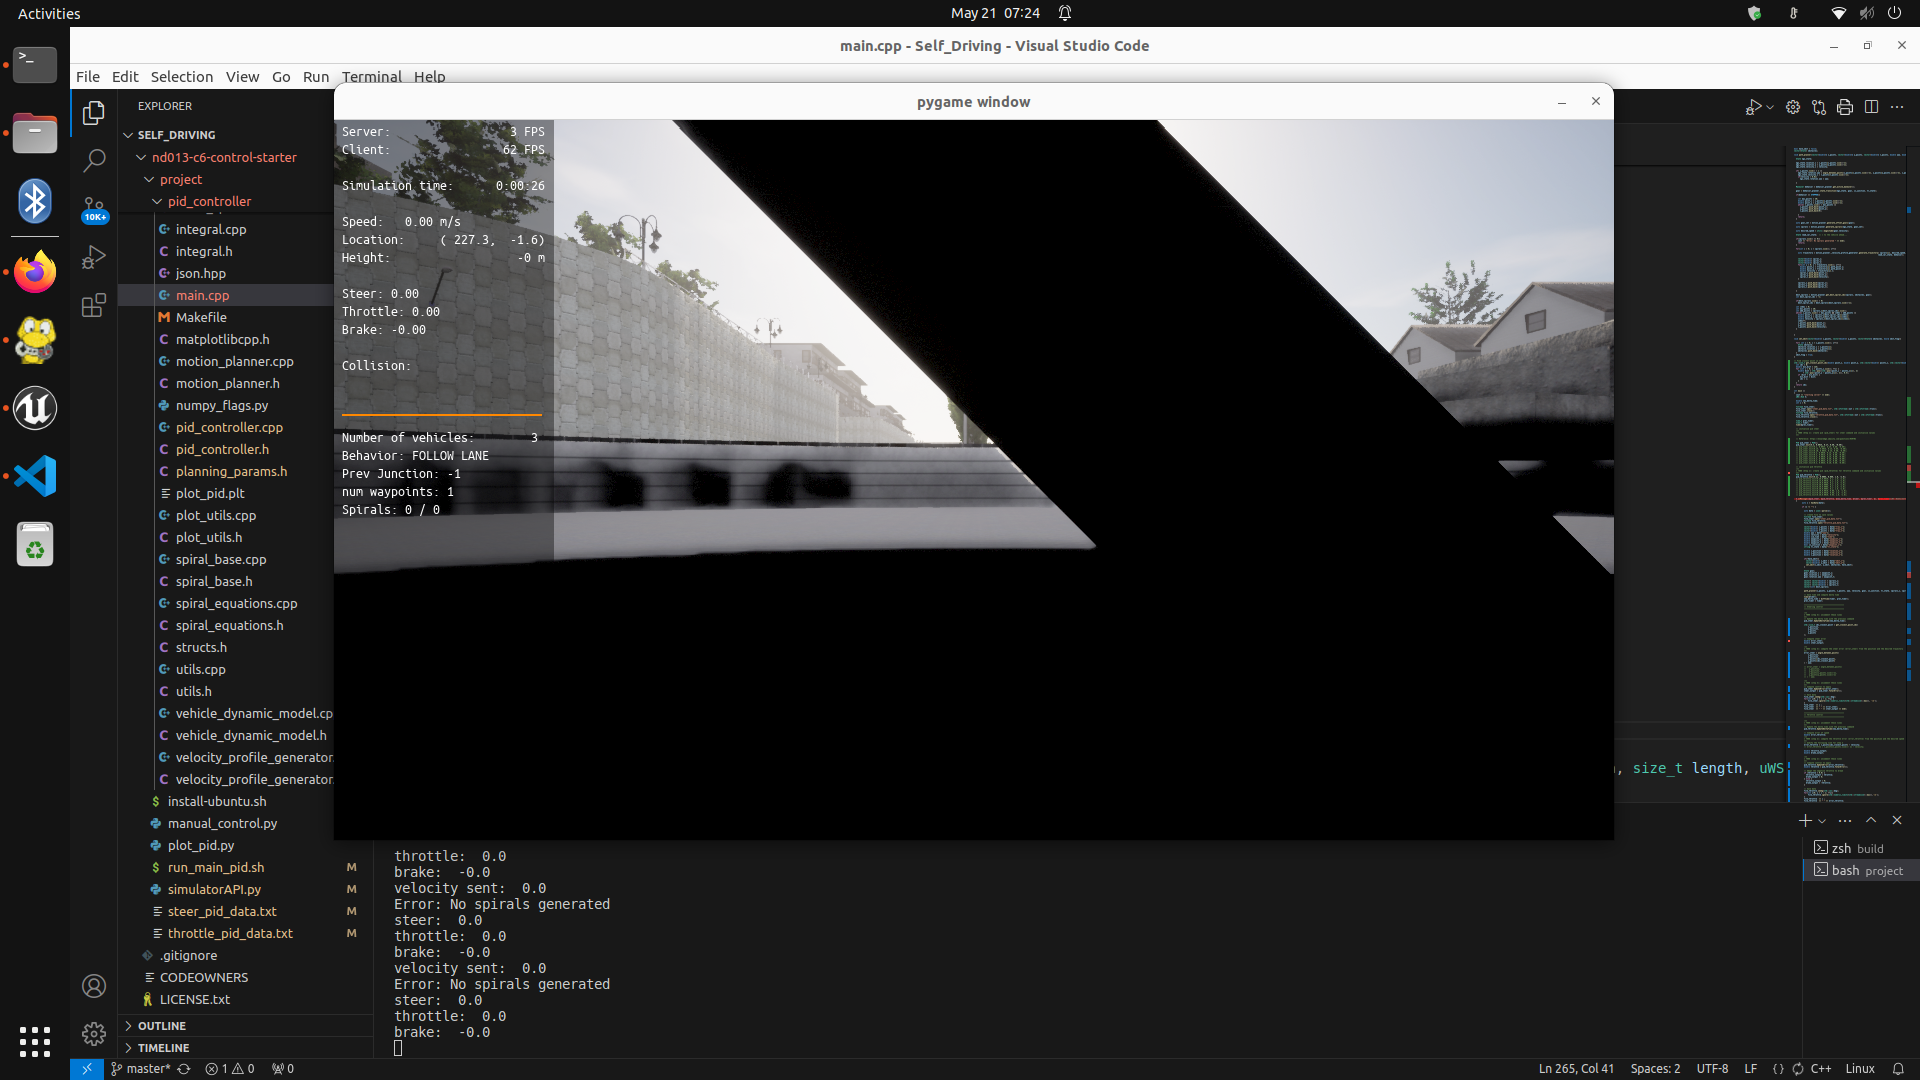 Activities
May 21 07:24
main.cpp - Self_Driving - Visual Studio Code
File Edit Selection View Go Run Terminal Help
EXPLORER
SELF_DRIVING
nd013-c6-control-starter
project
pid_controller
integral.cpp
integral.h
json.hpp
main.cpp
Makefile
matplotlibcpp.h
motion_planner.cpp
motion_planner.h
numpy_flags.py
pid_controller.cpp
pid_controller.h
planning_params.h
plot_pid.plt
plot_utils.cpp
plot_utils.h
spiral_base.cpp
spiral_base.h
spiral_equations.cpp
spiral_equations.h
structs.h
utils.cpp
utils.h
vehicle_dynamic_model.cp
vehicle_dynamic_model.h
velocity_profile_generator.
velocity_profile_generator.
install-ubuntu.sh
manual_control.py
plot_pid.py
run_main_pid.sh M
simulatorAPI.py M
steer_pid_data.txt M
throttle_pid_data.txt M
.gitignore
CODEOWNERS
LICENSE.txt
OUTLINE
TIMELINE
10K+
pygame window
Server: 3 FPS
Client: 62 FPS
Simulation time: 0:00:26
Speed: 0.00 m/s
Location: ( 227.3, -1.6)
Height: -0 m
Steer: 0.00
Throttle: 0.00
Brake: -0.00
Collision:
Number of vehicles: 3
Behavior: FOLLOW LANE
Prev Junction: -1
num waypoints: 1
Spirals: 0 / 0
, size_t length, uWS
throttle: 0.0
brake: -0.0
velocity sent: 0.0
Error: No spirals generated
steer: 0.0
throttle: 0.0
brake: -0.0
velocity sent: 0.0
Error: No spirals generated
steer: 0.0
throttle: 0.0
brake: -0.0
zsh build
bash project
master* 1 0 0
Ln 265, Col 41 Spaces: 2 UTF-8 LF {} C++ Linux